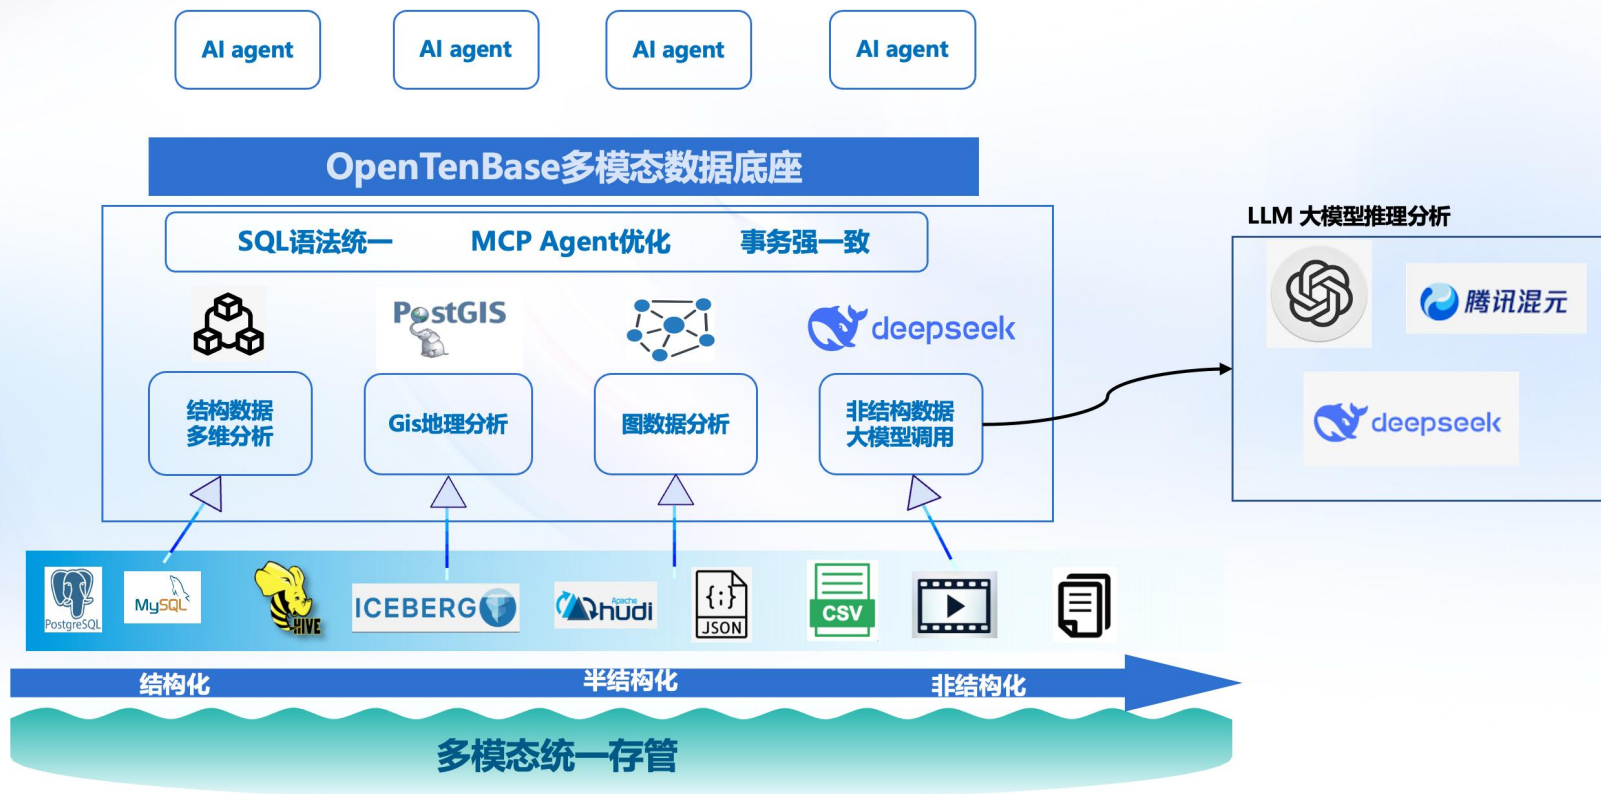 AI agent
AI agent
AI agent
AI agent
OpenTenBase多模态数据底座
SQL语法统一
MCP Agent优化
事务强一致
PostGIS
deepseek
结构数据
多维分析
Gis地理分析
图数据分析
非结构数据
大模型调用
LLM 大模型推理分析
腾讯混元
deepseek
PostgreSQL
MySQL
HIVE
ICEBERG
Apache
hudi
{;}
JSON
CSV
结构化
半结构化
非结构化
多模态统一存管